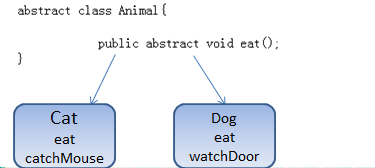 abstract class Animal{
public abstract void eat();
}
Cat
eat
catchMouse
Dog
eat
watchDoor